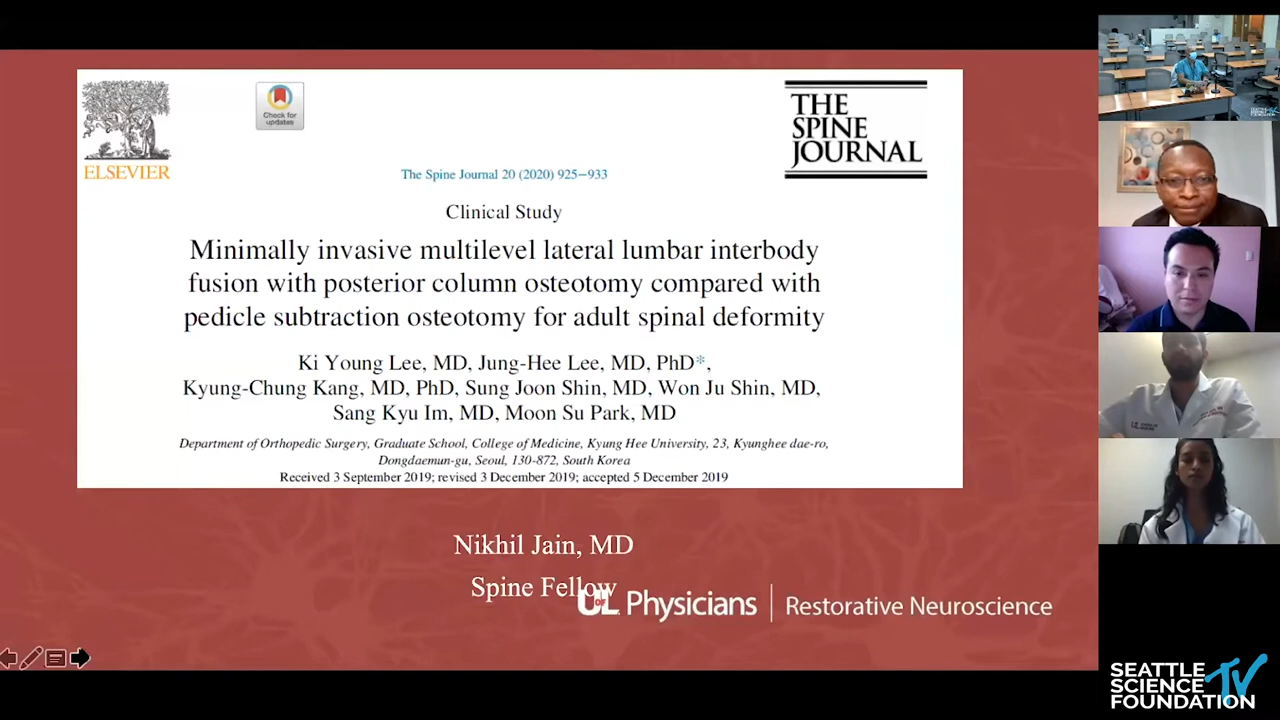 ELSEVIER
Check for
updates
THE
SPINE
JOURNAL
The Spine Journal 20 (2020) 925–933
Clinical Study
Minimally invasive multilevel lateral lumbar interbody
fusion with posterior column osteotomy compared with
pedicle subtraction osteotomy for adult spinal deformity
Ki Young Lee, MD, Jung-Hee Lee, MD, PhD*,
Kyung-Chung Kang, MD, PhD, Sung Joon Shin, MD, Won Ju Shin, MD,
Sang Kyu Im, MD, Moon Su Park, MD
Department of Orthopedic Surgery, Graduate School, College of Medicine, Kyung Hee University, 23, Kyunghee dae-ro,
Dongdaemun-gu, Seoul, 130-872, South Korea
Received 3 September 2019; revised 3 December 2019; accepted 5 December 2019
Nikhil Jain, MD
Spine Fellow
UofL Physicians | Restorative Neuroscience
SEATTLE
SCIENCE TV
FOUNDATION